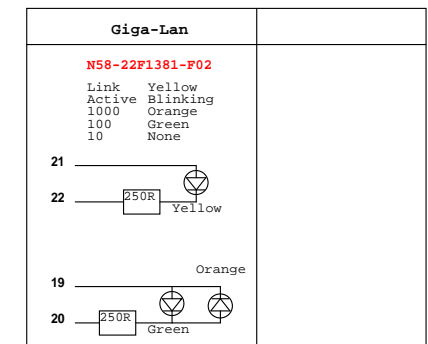 Giga-Lan
N58-22F1381-F02
Link Yellow
Active Blinking
1000 Orange
100 Green
10 None
21
22 250R Yellow
Orange
19
20 250R Green